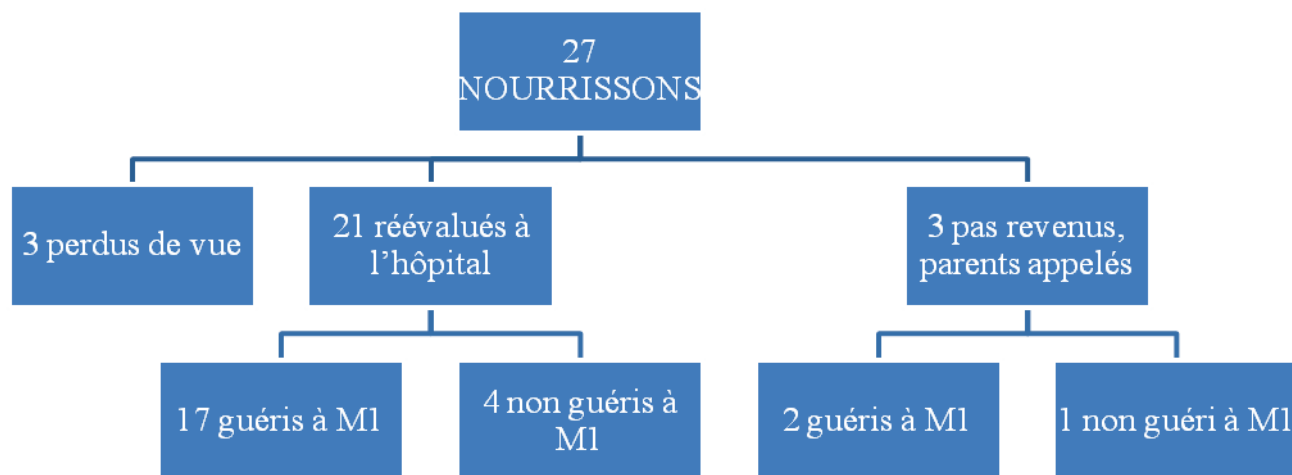 27
NOURRISSONS
3 perdus de vue
21 réévalués à
l’hôpital
3 pas revenus,
parents appelés
17 guéris à M1
4 non guéris à
M1
2 guéris à M1
1 non guéri à M1